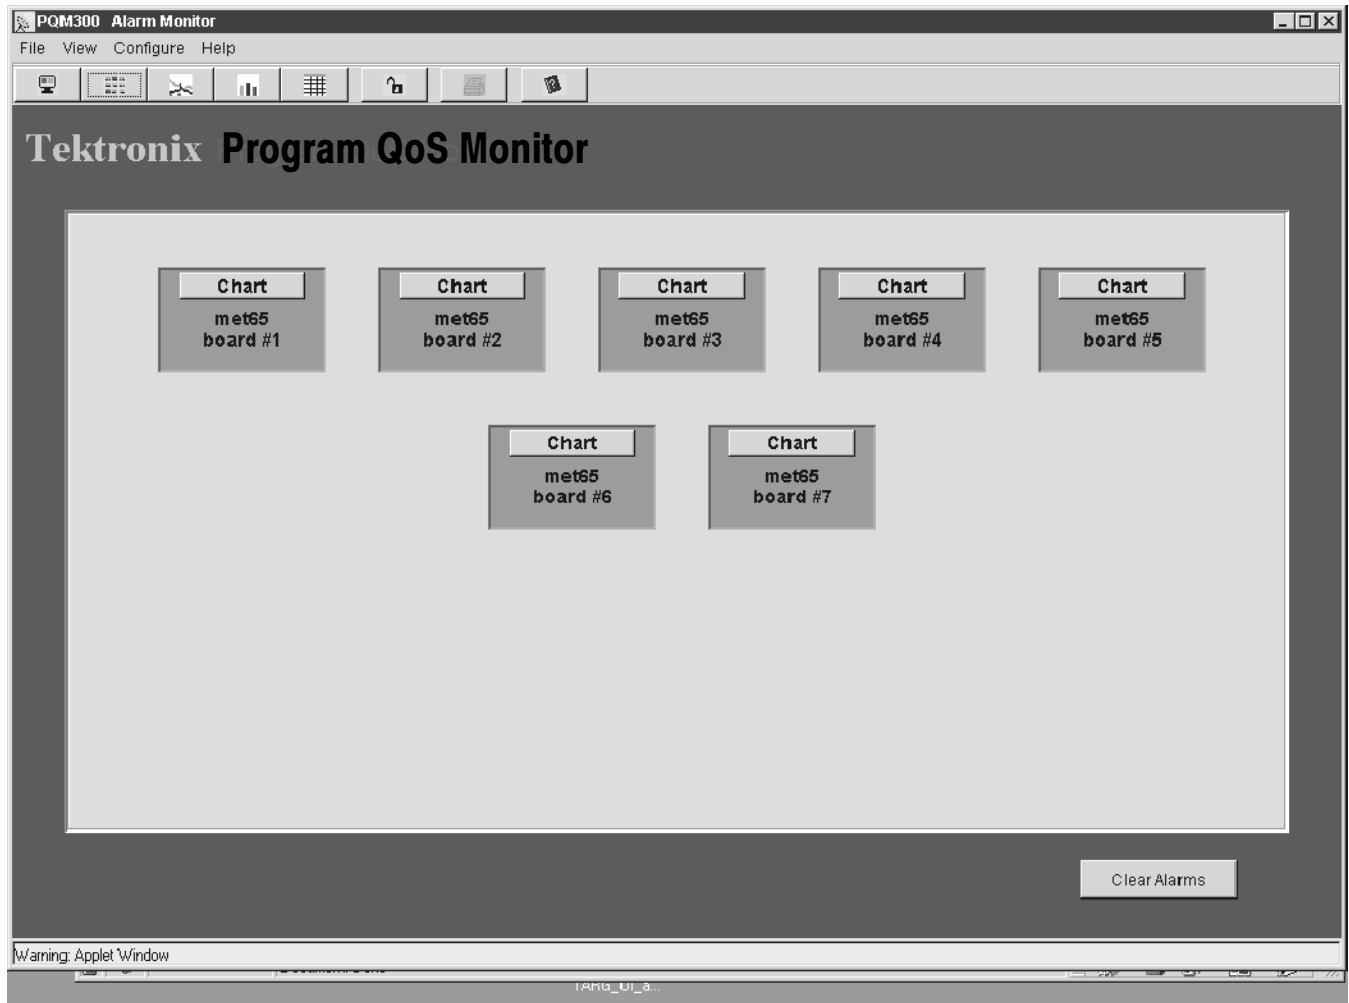 PQM300 Alarm Monitor
File View Configure Help
Tektronix Program QoS Monitor
Chart Chart Chart Chart Chart
met65 met65 met65 met65 met65
board #1 board #2 board #3 board #4 board #5
Chart Chart
met65 met65
board #6 board #7
Clear Alarms
Warning: Applet Window